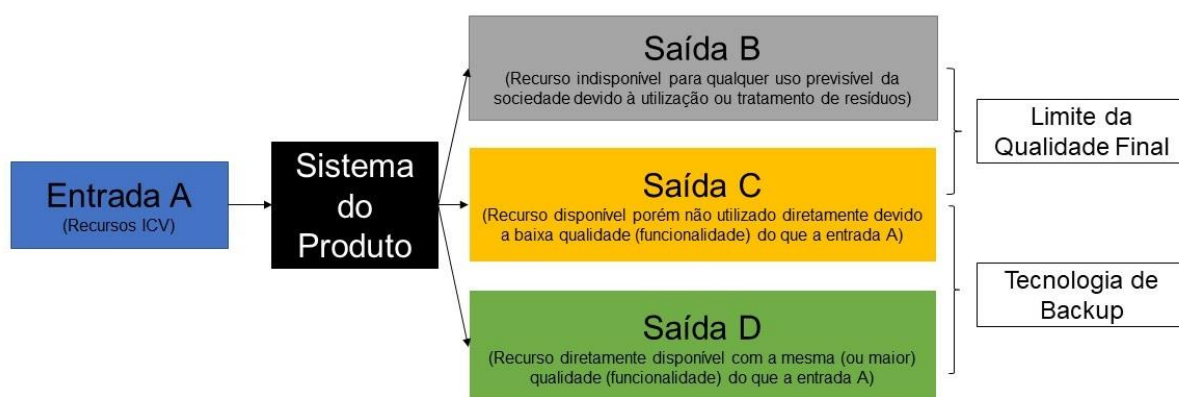 Saída B
(Recurso indisponível para qualquer uso previsível da
sociedade devido à utilização ou tratamento de resíduos)
Limite da
Qualidade Final
Entrada A
(Recursos ICV)
Sistema
do
Produto
Saída C
(Recurso disponível porém não utilizado diretamente devido
a baixa qualidade (funcionalidade) do que a entrada A)
Tecnologia de
Backup
Saída D
(Recurso diretamente disponível com a mesma (ou maior)
qualidade (funcionalidade) do que a entrada A)